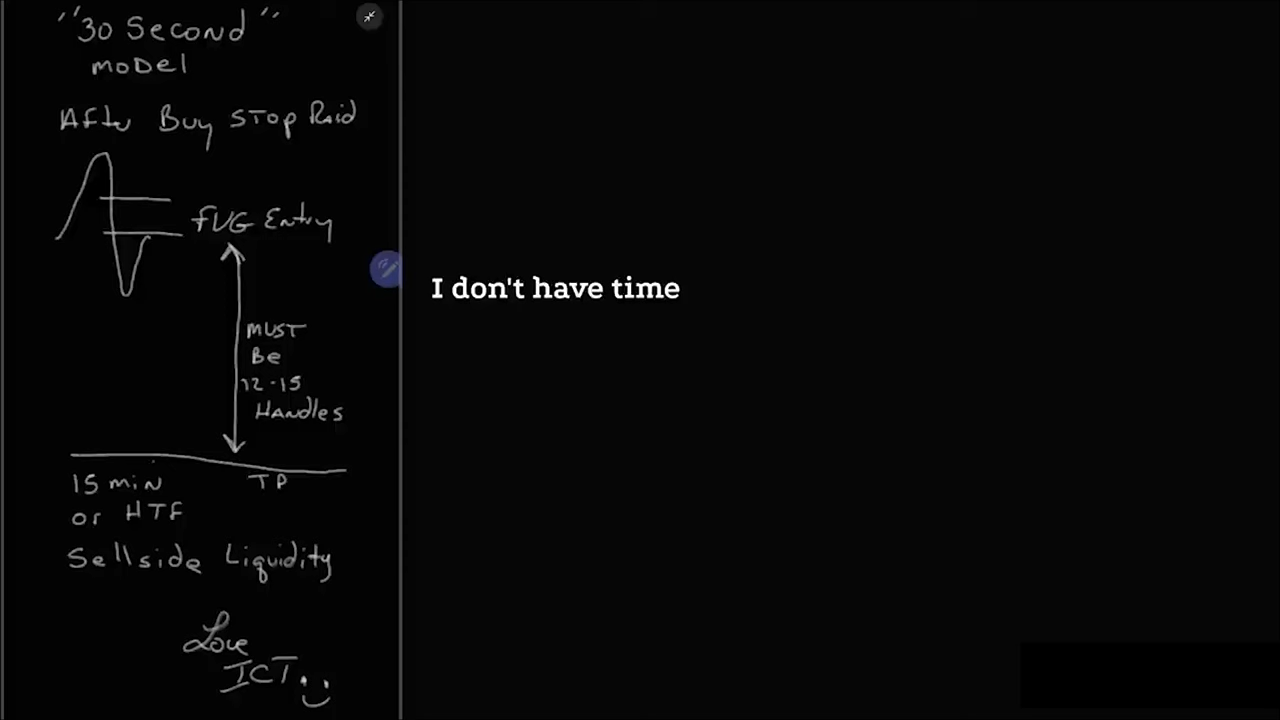 "30 Second"
moDel
After Buy STop Raid
FVG Entry
MUST
Be
12-15
HANdles
15 miN
or HTF
TP
Sellside Liquidity
Love
ICT
I don't have time